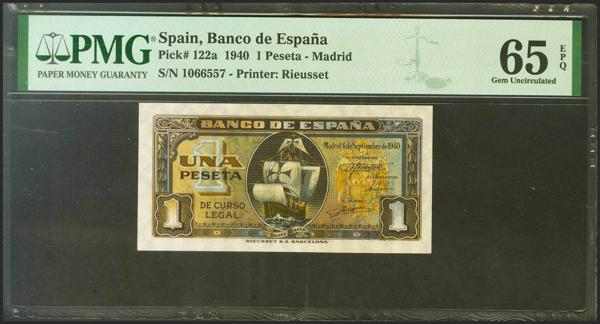 PMG®
PAPER MONEY GUARANTY
Spain, Banco de España
Pick# 122a 1940 1 Peseta - Madrid
S/N 1066557 - Printer: Rieusset
65 EPQ
Gem Uncirculated
BANCO DE ESPAÑA
Madrid 4 de Septiembre de 1940
1
UNA
PESETA
DE CURSO
LEGAL
1
1
RIEUSSET S.A. BARCELONA